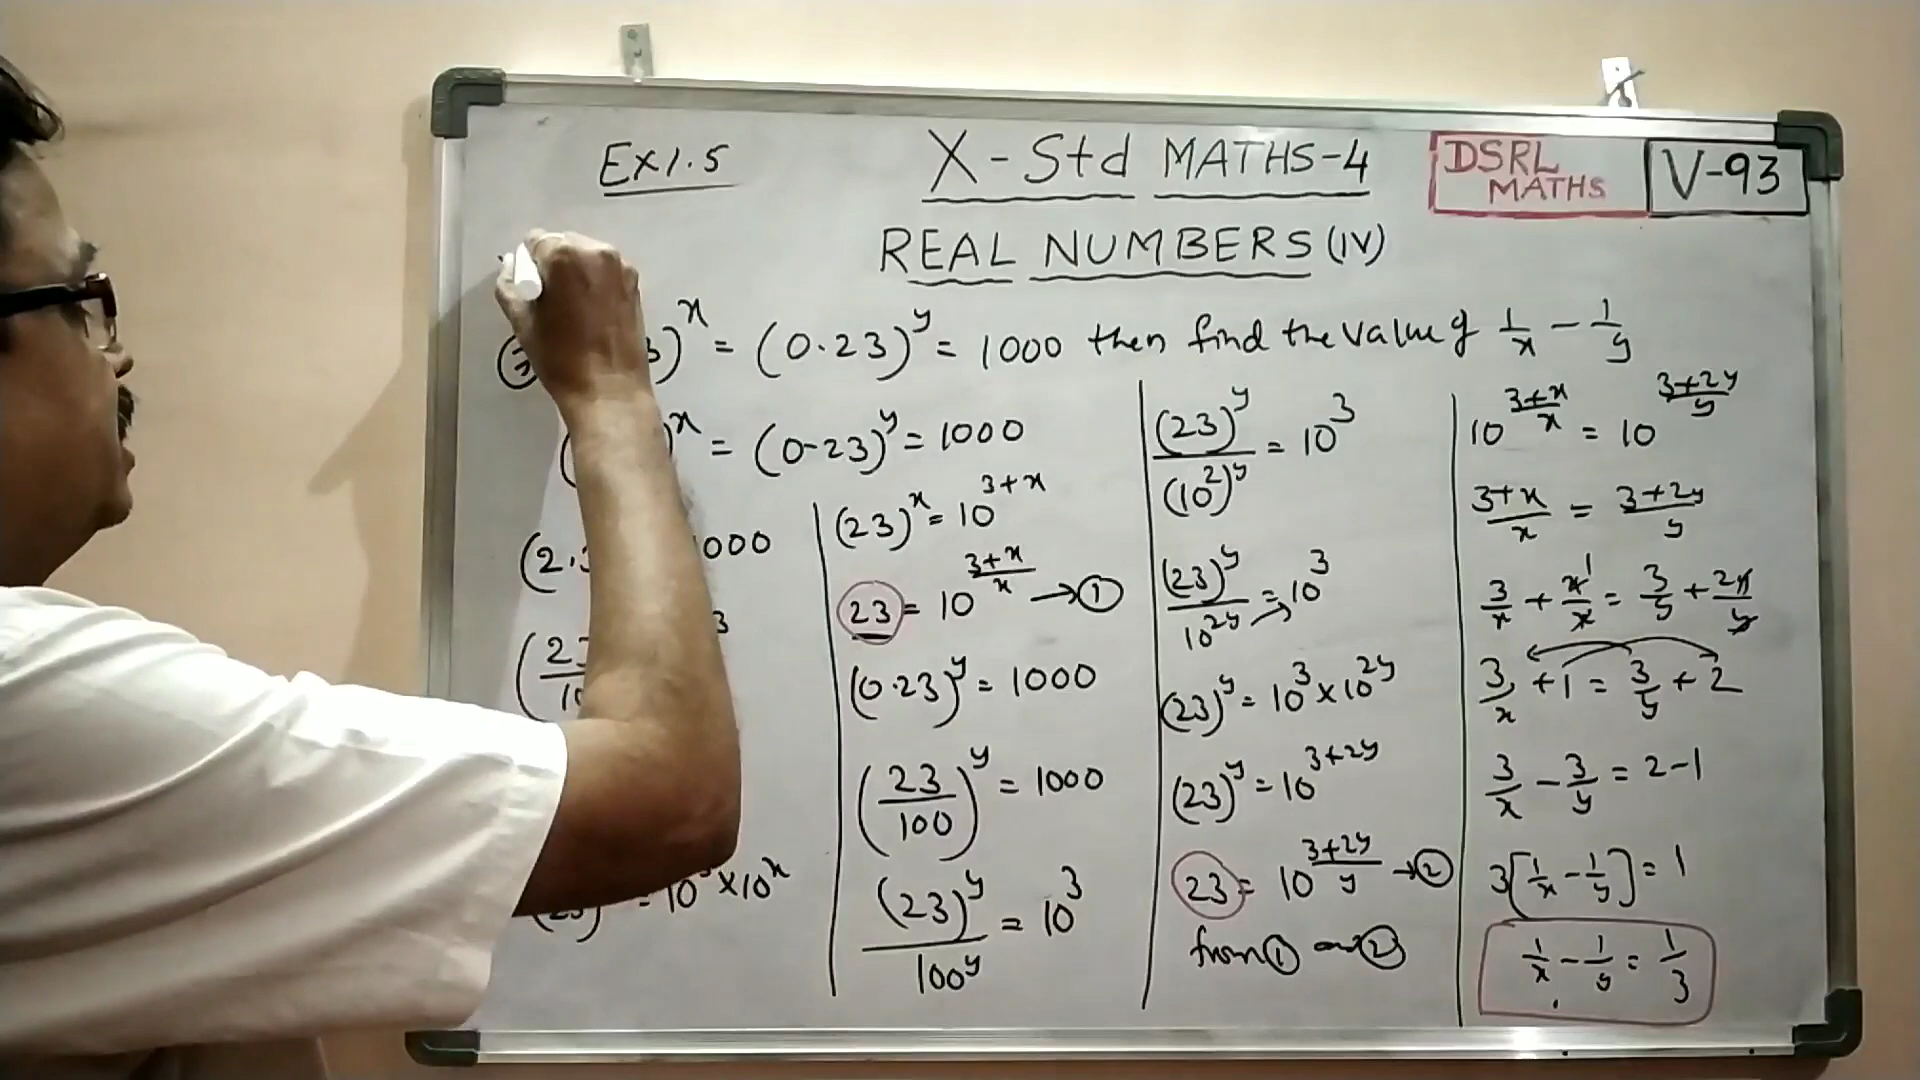 Ex1.5
X-Std MATHS-4
DSRL
MATHS
V-93
REAL NUMBERS (IV)
)^x = (0.23)^y = 1000 then find the value of 1/x - 1/y
)^x = (0.23)^y = 1000
(2. 1000
3
= 10^3 × 10^x
(23)^x = 10^(3+x)
23 = 10^((3+x)/x) → ①
(0.23)^y = 1000
(23/100)^y = 1000
(23)^y/100^y = 10^3
(23)^y/(10^2)^y = 10^3
(23)^y/10^2y = 10^3
(23)^y = 10^3 × 10^2y
(23)^y = 10^(3+2y)
23 = 10^((3+2y)/y) → ②
from ① and ②
10^((3+x)/x) = 10^((3+2y)/y)
(3+x)/x = (3+2y)/y
3/x + x/x 1 = 3/y + 2y/y
3/x + 1 = 3/y + 2
3/x - 3/y = 2-1
3[1/x - 1/y] = 1
1/x - 1/y = 1/3